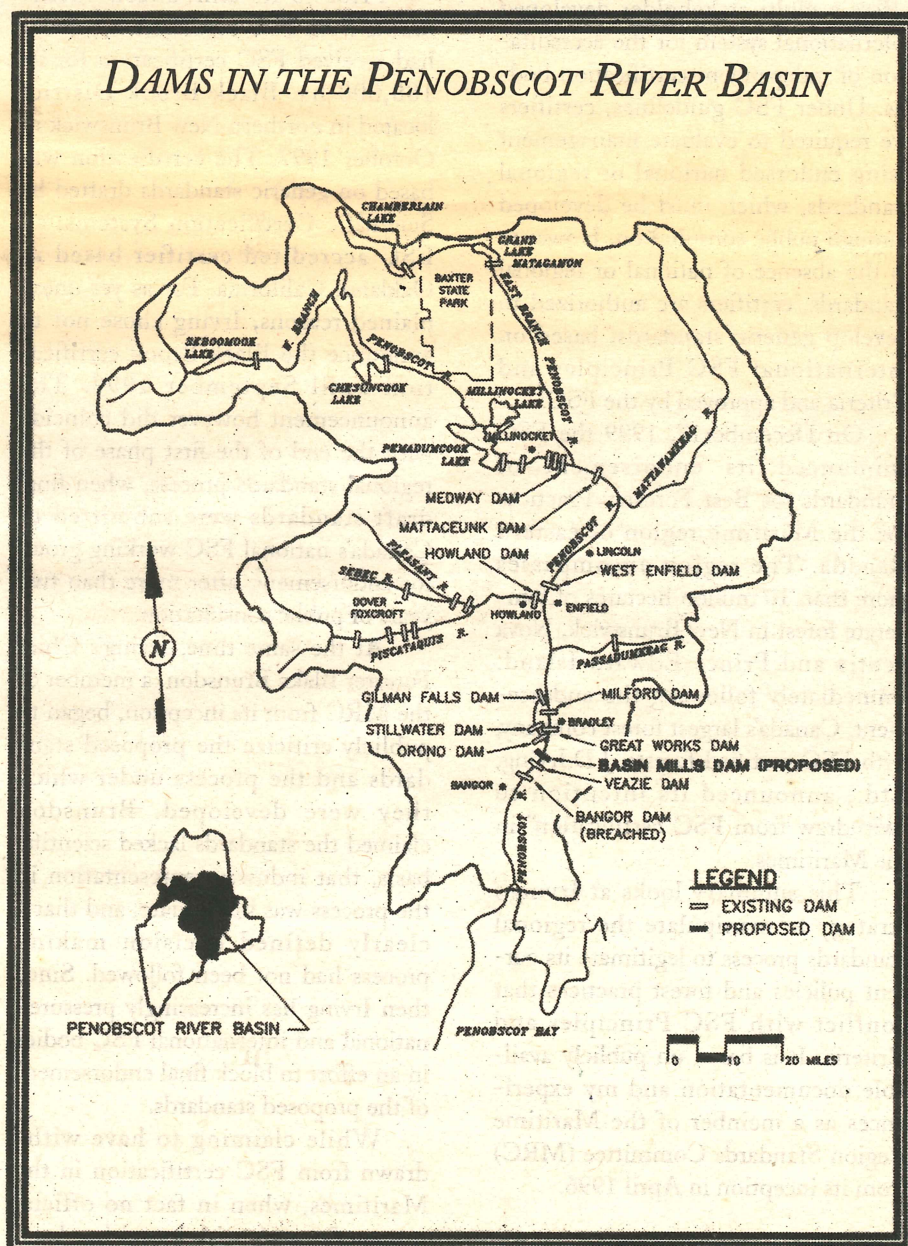 DAMS IN THE PENOBSCOT RIVER BASIN
CHAMBERLAIN
LAKE
GRAND
LAKE
MATAGAMON
BAXTER
STATE
PARK
EAST BRANCH PENOBSCOT R.
W. BRANCH
PENOBSCOT
SEBOOMOOK
LAKE
CHESUNCOOK
LAKE
MILLINOCKET
LAKE
MILLINOCKET
PEMADUMCOOK
LAKE
MATTAWAMKEAG R.
MEDWAY DAM
MATTACEUNK DAM
HOWLAND DAM
PENOBSCOT R.
LINCOLN
WEST ENFIELD DAM
PLEASANT R.
SEBEC R.
DOVER -
FOXCROFT
HOWLAND
ENFIELD
PISCATAQUIS R.
PASSADUMKEAG R.
N
GILMAN FALLS DAM
MILFORD DAM
STILLWATER DAM
BRADLEY
ORONO DAM
GREAT WORKS DAM
BASIN MILLS DAM (PROPOSED)
VEAZIE DAM
BANGOR
BANGOR DAM
(BREACHED)
PENOBSCOT R.
LEGEND
EXISTING DAM
PROPOSED DAM
PENOBSCOT RIVER BASIN
PENOBSCOT BAY
0 10 20 MILES